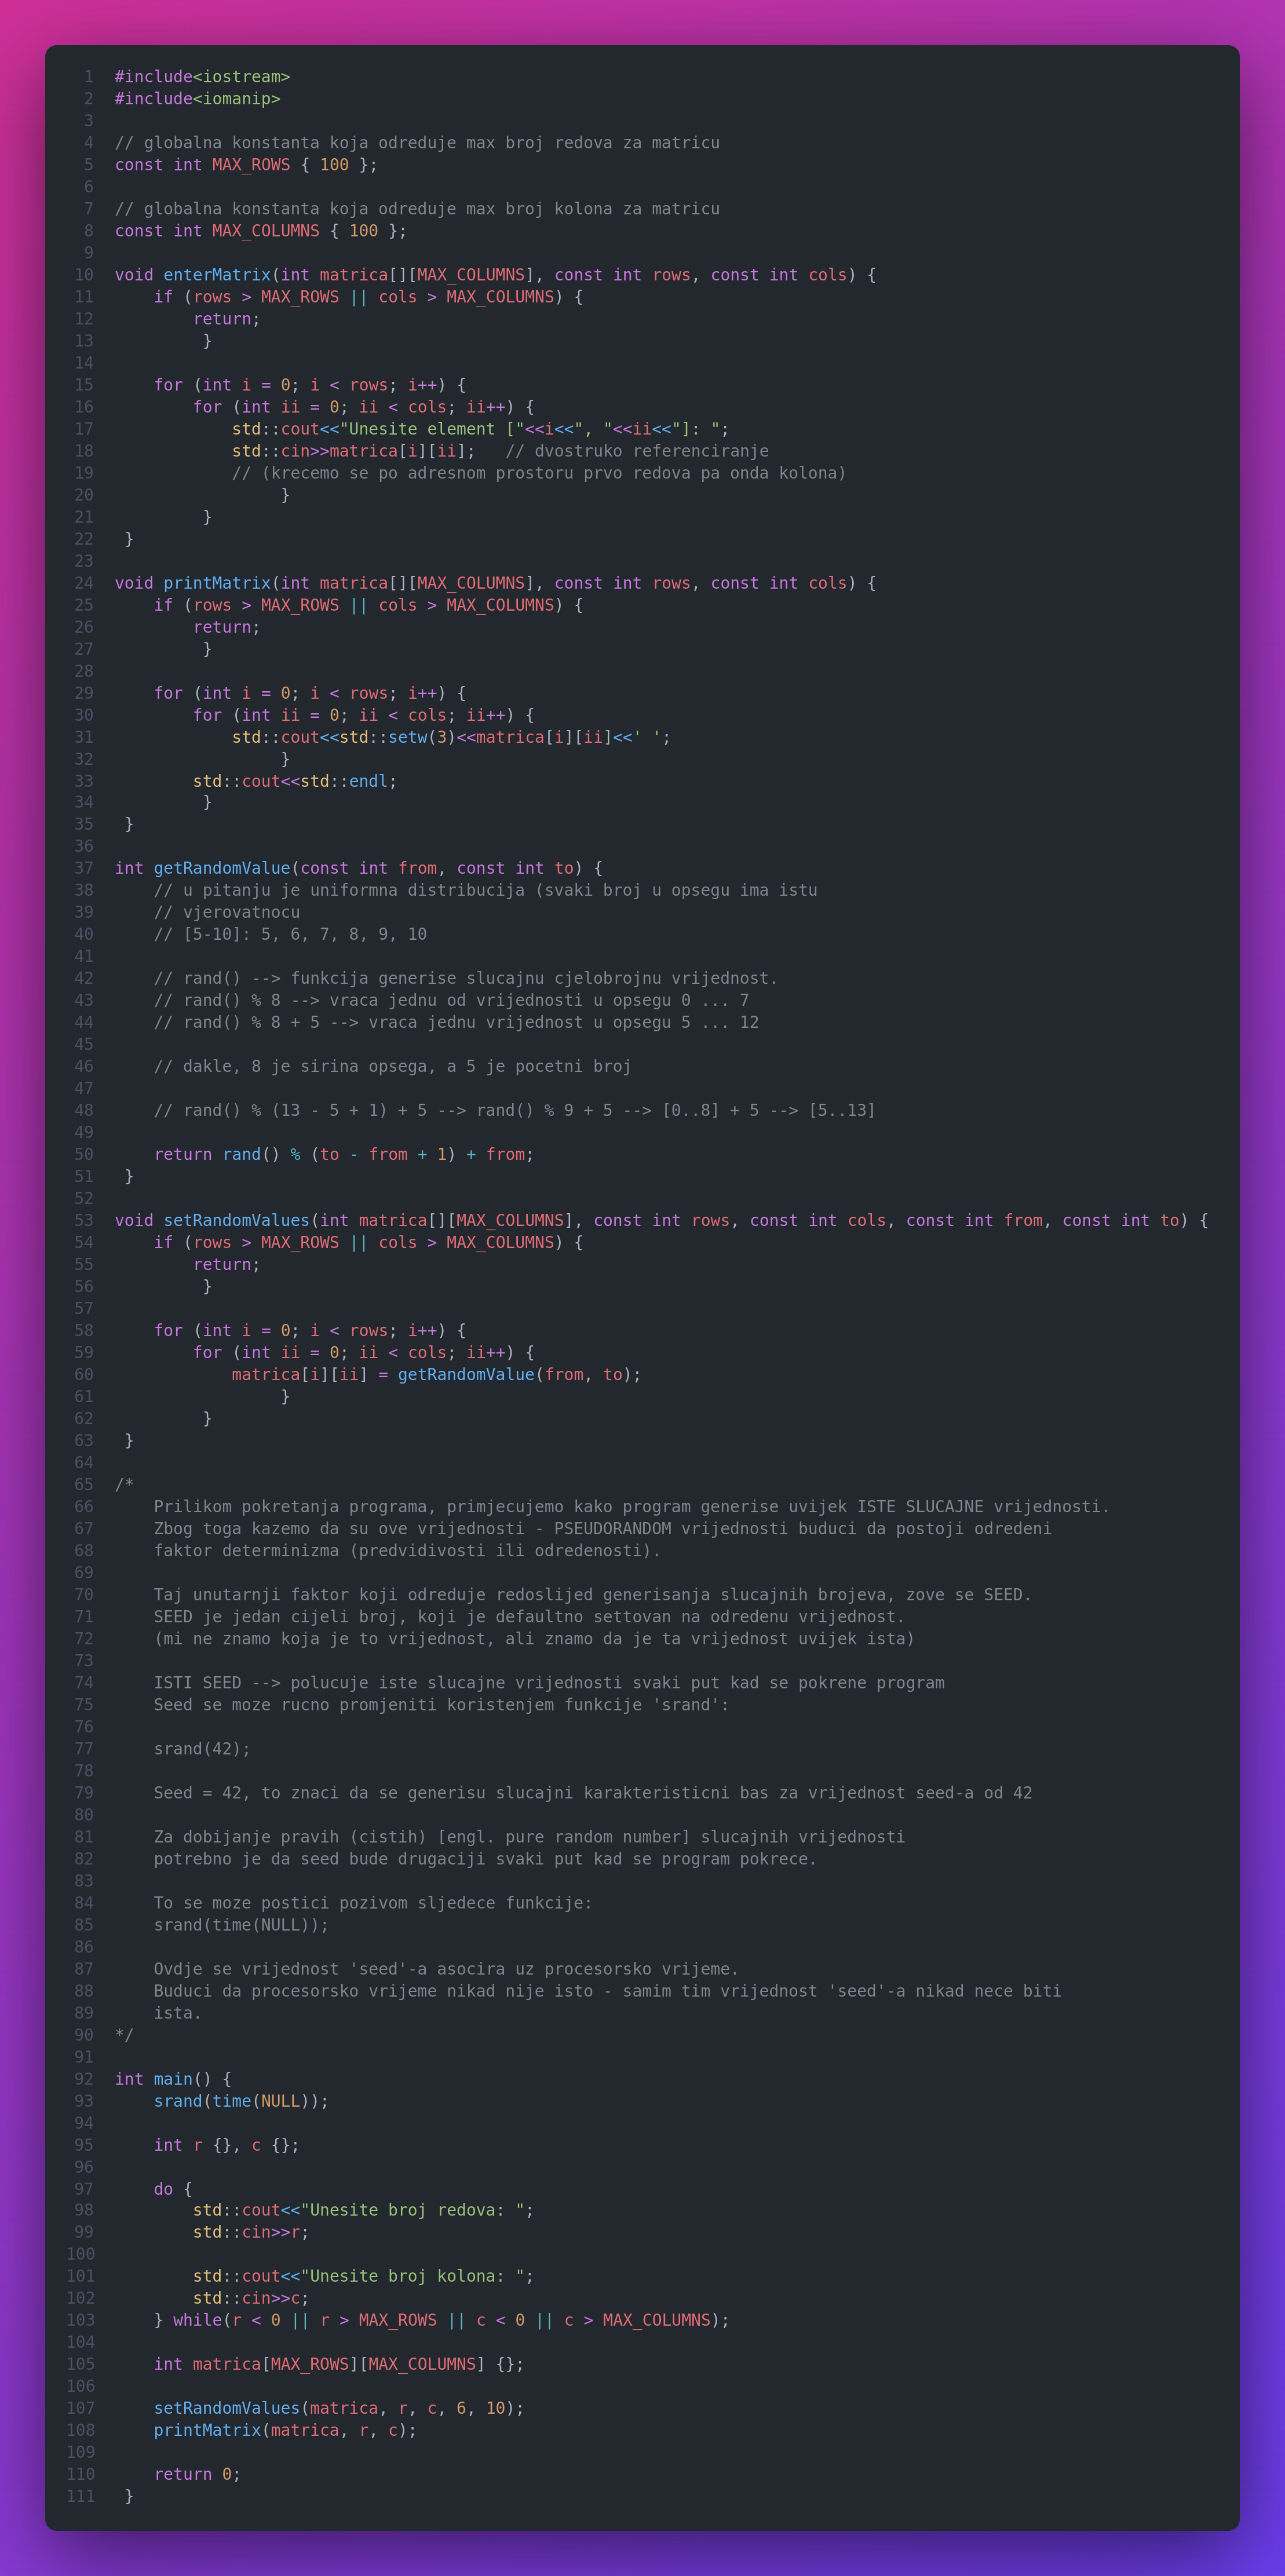 1 #include<iostream>
2 #include<iomanip>
3
4 // globalna konstanta koja odreduje max broj redova za matricu
5 const int MAX_ROWS { 100 };
6
7 // globalna konstanta koja odreduje max broj kolona za matricu
8 const int MAX_COLUMNS { 100 };
9
10 void enterMatrix(int matrica[][MAX_COLUMNS], const int rows, const int cols) {
11     if (rows > MAX_ROWS || cols > MAX_COLUMNS) {
12         return;
13          }
14
15     for (int i = 0; i < rows; i++) {
16         for (int ii = 0; ii < cols; ii++) {
17             std::cout<<"Unesite element ["<<i<<", "<<ii<<"]: ";
18             std::cin>>matrica[i][ii];   // dvostruko referenciranje
19             // (krecemo se po adresnom prostoru prvo redova pa onda kolona)
20                  }
21          }
22  }
23
24 void printMatrix(int matrica[][MAX_COLUMNS], const int rows, const int cols) {
25     if (rows > MAX_ROWS || cols > MAX_COLUMNS) {
26         return;
27          }
28
29     for (int i = 0; i < rows; i++) {
30         for (int ii = 0; ii < cols; ii++) {
31             std::cout<<std::setw(3)<<matrica[i][ii]<<' ';
32                  }
33         std::cout<<std::endl;
34          }
35  }
36
37 int getRandomValue(const int from, const int to) {
38     // u pitanju je uniformna distribucija (svaki broj u opsegu ima istu
39     // vjerovatnocu
40     // [5-10]: 5, 6, 7, 8, 9, 10
41
42     // rand() --> funkcija generise slucajnu cjelobrojnu vrijednost.
43     // rand() % 8 --> vraca jednu od vrijednosti u opsegu 0 ... 7
44     // rand() % 8 + 5 --> vraca jednu vrijednost u opsegu 5 ... 12
45
46     // dakle, 8 je sirina opsega, a 5 je pocetni broj
47
48     // rand() % (13 - 5 + 1) + 5 --> rand() % 9 + 5 --> [0..8] + 5 --> [5..13]
49
50     return rand() % (to - from + 1) + from;
51  }
52
53 void setRandomValues(int matrica[][MAX_COLUMNS], const int rows, const int cols, const int from, const int to) {
54     if (rows > MAX_ROWS || cols > MAX_COLUMNS) {
55         return;
56          }
57
58     for (int i = 0; i < rows; i++) {
59         for (int ii = 0; ii < cols; ii++) {
60             matrica[i][ii] = getRandomValue(from, to);
61                  }
62          }
63  }
64
65 /*
66     Prilikom pokretanja programa, primjecujemo kako program generise uvijek ISTE SLUCAJNE vrijednosti.
67     Zbog toga kazemo da su ove vrijednosti - PSEUDORANDOM vrijednosti buduci da postoji odredeni
68     faktor determinizma (predvidivosti ili odredenosti).
69
70     Taj unutarnji faktor koji odreduje redoslijed generisanja slucajnih brojeva, zove se SEED.
71     SEED je jedan cijeli broj, koji je defaultno settovan na odredenu vrijednost.
72     (mi ne znamo koja je to vrijednost, ali znamo da je ta vrijednost uvijek ista)
73
74     ISTI SEED --> polucuje iste slucajne vrijednosti svaki put kad se pokrene program
75     Seed se moze rucno promjeniti koristenjem funkcije 'srand':
76
77     srand(42);
78
79     Seed = 42, to znaci da se generisu slucajni karakteristicni bas za vrijednost seed-a od 42
80
81     Za dobijanje pravih (cistih) [engl. pure random number] slucajnih vrijednosti
82     potrebno je da seed bude drugaciji svaki put kad se program pokrece.
83
84     To se moze postici pozivom sljedece funkcije:
85     srand(time(NULL));
86
87     Ovdje se vrijednost 'seed'-a asocira uz procesorsko vrijeme.
88     Buduci da procesorsko vrijeme nikad nije isto - samim tim vrijednost 'seed'-a nikad nece biti
89     ista.
90 */
91
92 int main() {
93     srand(time(NULL));
94
95     int r {}, c {};
96
97     do {
98         std::cout<<"Unesite broj redova: ";
99         std::cin>>r;
100
101         std::cout<<"Unesite broj kolona: ";
102         std::cin>>c;
103     } while(r < 0 || r > MAX_ROWS || c < 0 || c > MAX_COLUMNS);
104
105     int matrica[MAX_ROWS][MAX_COLUMNS] {};
106
107     setRandomValues(matrica, r, c, 6, 10);
108     printMatrix(matrica, r, c);
109
110     return 0;
111  }